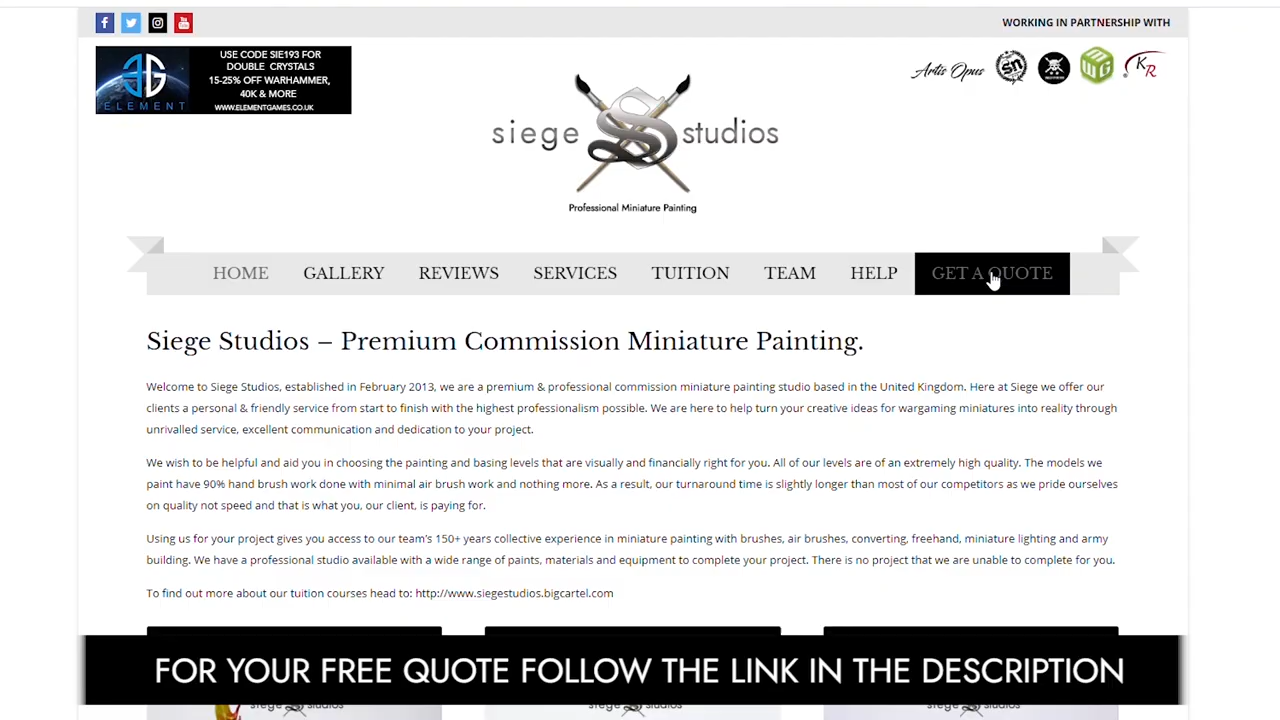 WORKING IN PARTNERSHIP WITH
USE CODE SIE193 FOR
DOUBLE CRYSTALS
15-25% OFF WARHAMMER,
40K & MORE
WWW.ELEMENTGAMES.CO.UK
ELEMENT
Artis Opus
sn
MWG
KR
siege S studios
Professional Miniature Painting
HOME GALLERY REVIEWS SERVICES TUITION TEAM HELP GET A QUOTE
Siege Studios – Premium Commission Miniature Painting.
Welcome to Siege Studios, established in February 2013, we are a premium & professional commission miniature painting studio based in the United Kingdom. Here at Siege we offer our
clients a personal & friendly service from start to finish with the highest professionalism possible. We are here to help turn your creative ideas for wargaming miniatures into reality through
unrivalled service, excellent communication and dedication to your project.
We wish to be helpful and aid you in choosing the painting and basing levels that are visually and financially right for you. All of our levels are of an extremely high quality. The models we
paint have 90% hand brush work done with minimal air brush work and nothing more. As a result, our turnaround time is slightly longer than most of our competitors as we pride ourselves
on quality not speed and that is what you, our client, is paying for.
Using us for your project gives you access to our team's 150+ years collective experience in miniature painting with brushes, air brushes, converting, freehand, miniature lighting and army
building. We have a professional studio available with a wide range of paints, materials and equipment to complete your project. There is no project that we are unable to complete for you.
To find out more about our tuition courses head to: http://www.siegestudios.bigcartel.com
FOR YOUR FREE QUOTE FOLLOW THE LINK IN THE DESCRIPTION
siege studios siege studios siege studios